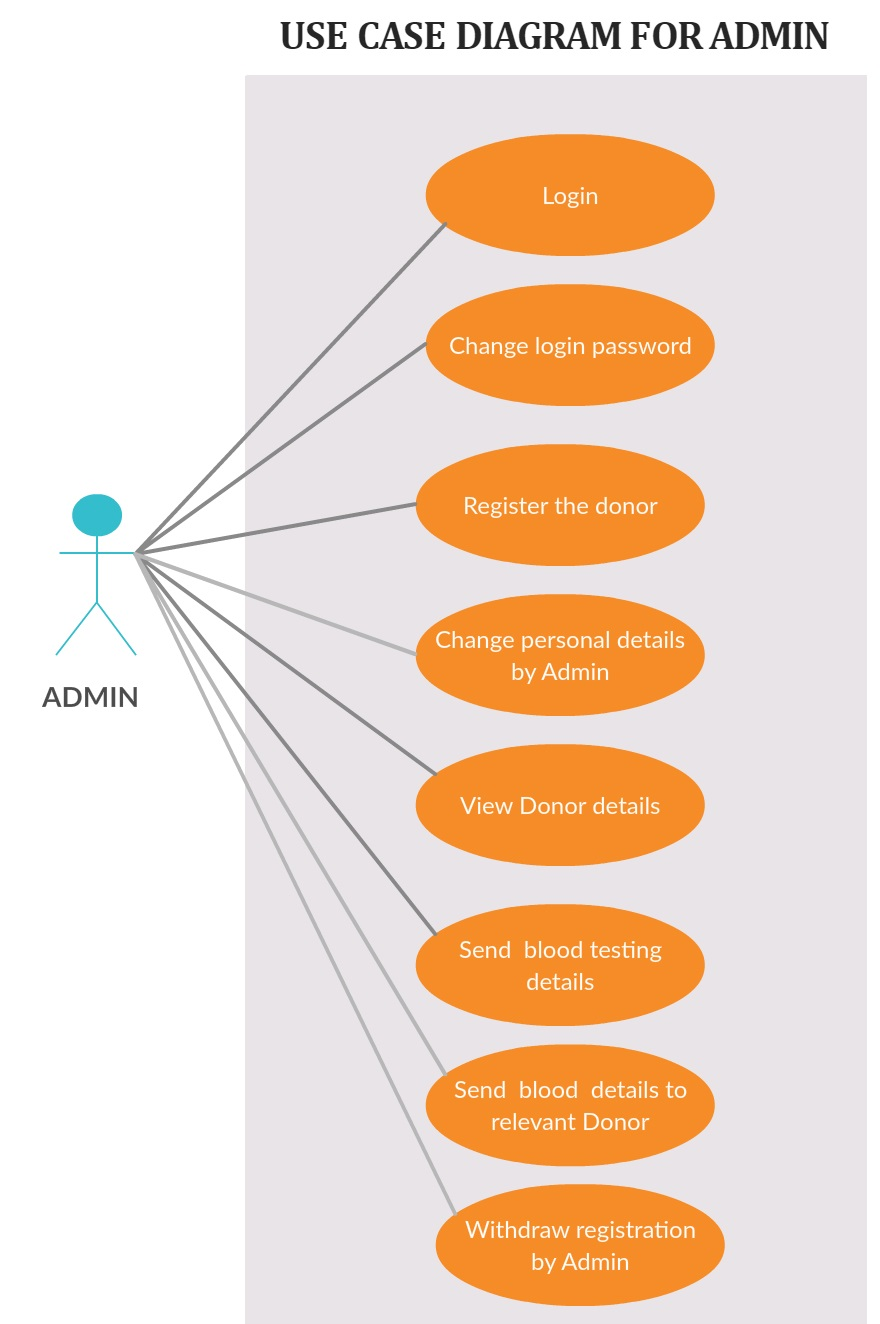 USE CASE DIAGRAM FOR ADMIN
Login
Change login password
Register the donor
Change personal details
by Admin
ADMIN
View Donor details
Send  blood testing
details
Send  blood  details to
relevant Donor
Withdraw registration
by Admin